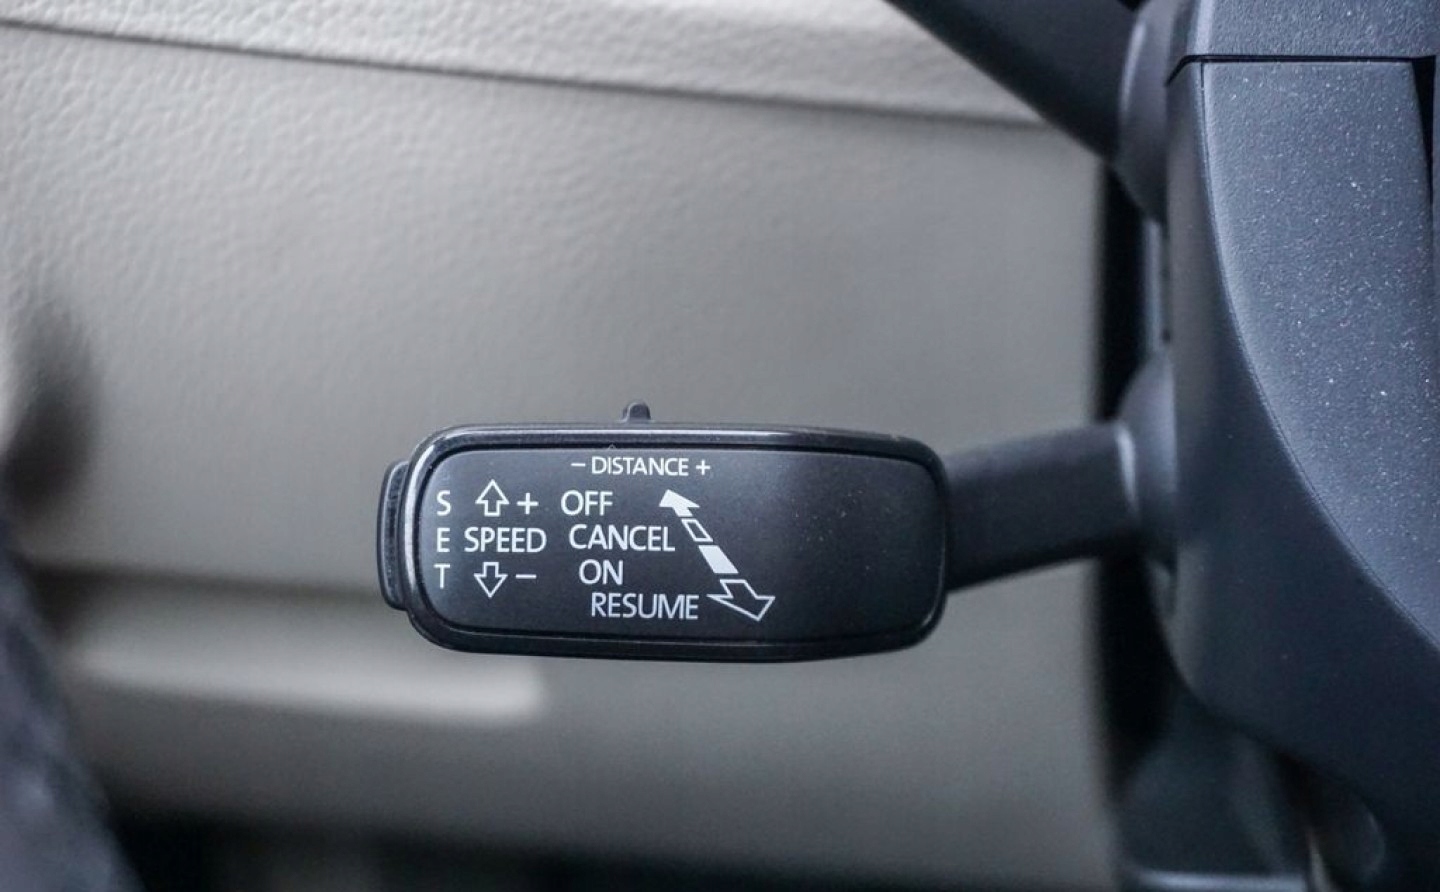 − DISTANCE +
S ⇧ + OFF
E SPEED CANCEL
T ⇩ − ON
RESUME